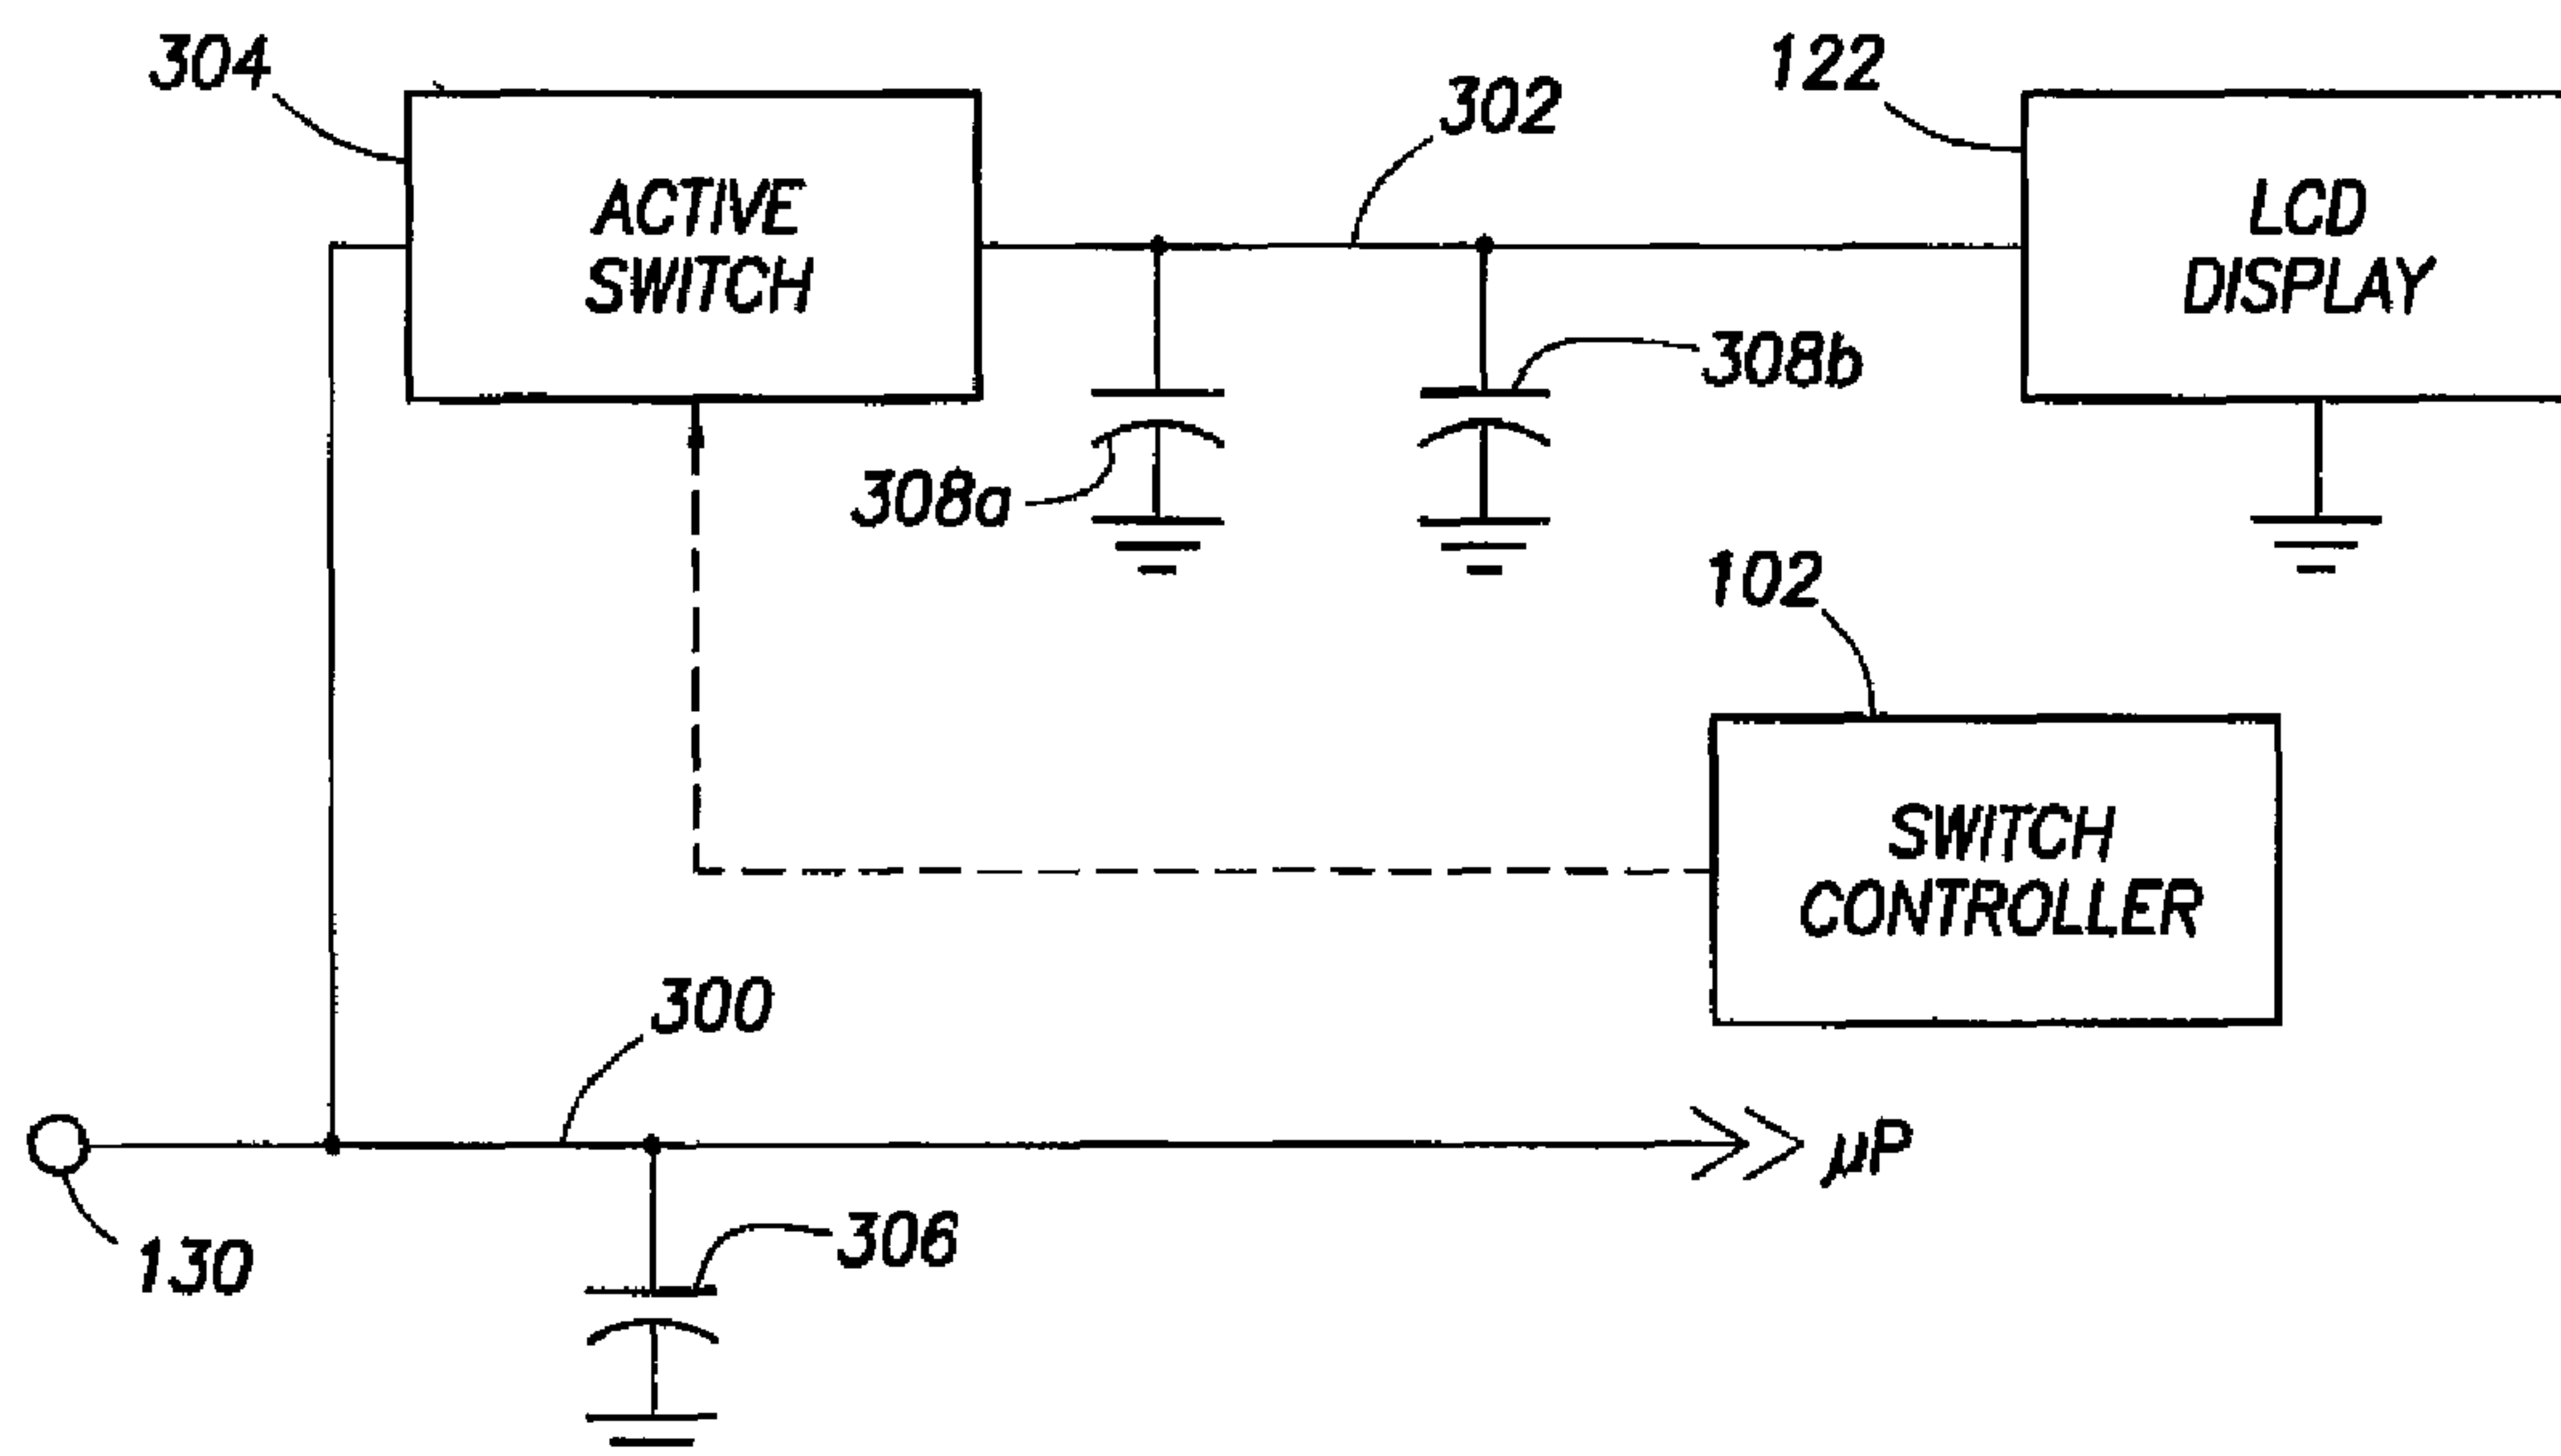 304
122
302
ACTIVE
SWITCH
LCD
DISPLAY
308b
308a
102
SWITCH
CONTROLLER
300
μP
306
130